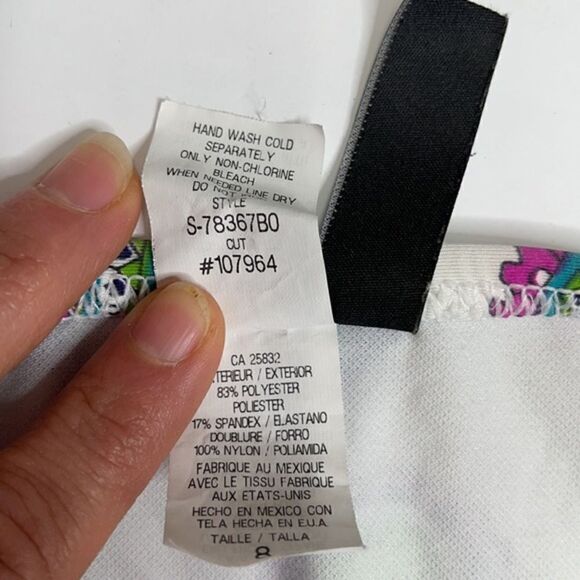 HAND WASH COLD
SEPARATELY
ONLY NON-CHLORINE
BLEACH
WHEN NEEDED LINE DRY
DO NOT
STYLE
S-78367B0
CUT
#107964
CA 25832
TERIEUR / EXTERIOR
83% POLYESTER
POLIESTER
17% SPANDEX / ELASTANO
DOUBLURE / FORRO
100% NYLON / POLIAMIDA
FABRIQUE AU MEXIQUE
AVEC LE TISSU FABRIQUE
AUX ETATS-UNIS
HECHO EN MEXICO CON
TELA HECHA EN E.U.A.
TAILLE / TALLA
8